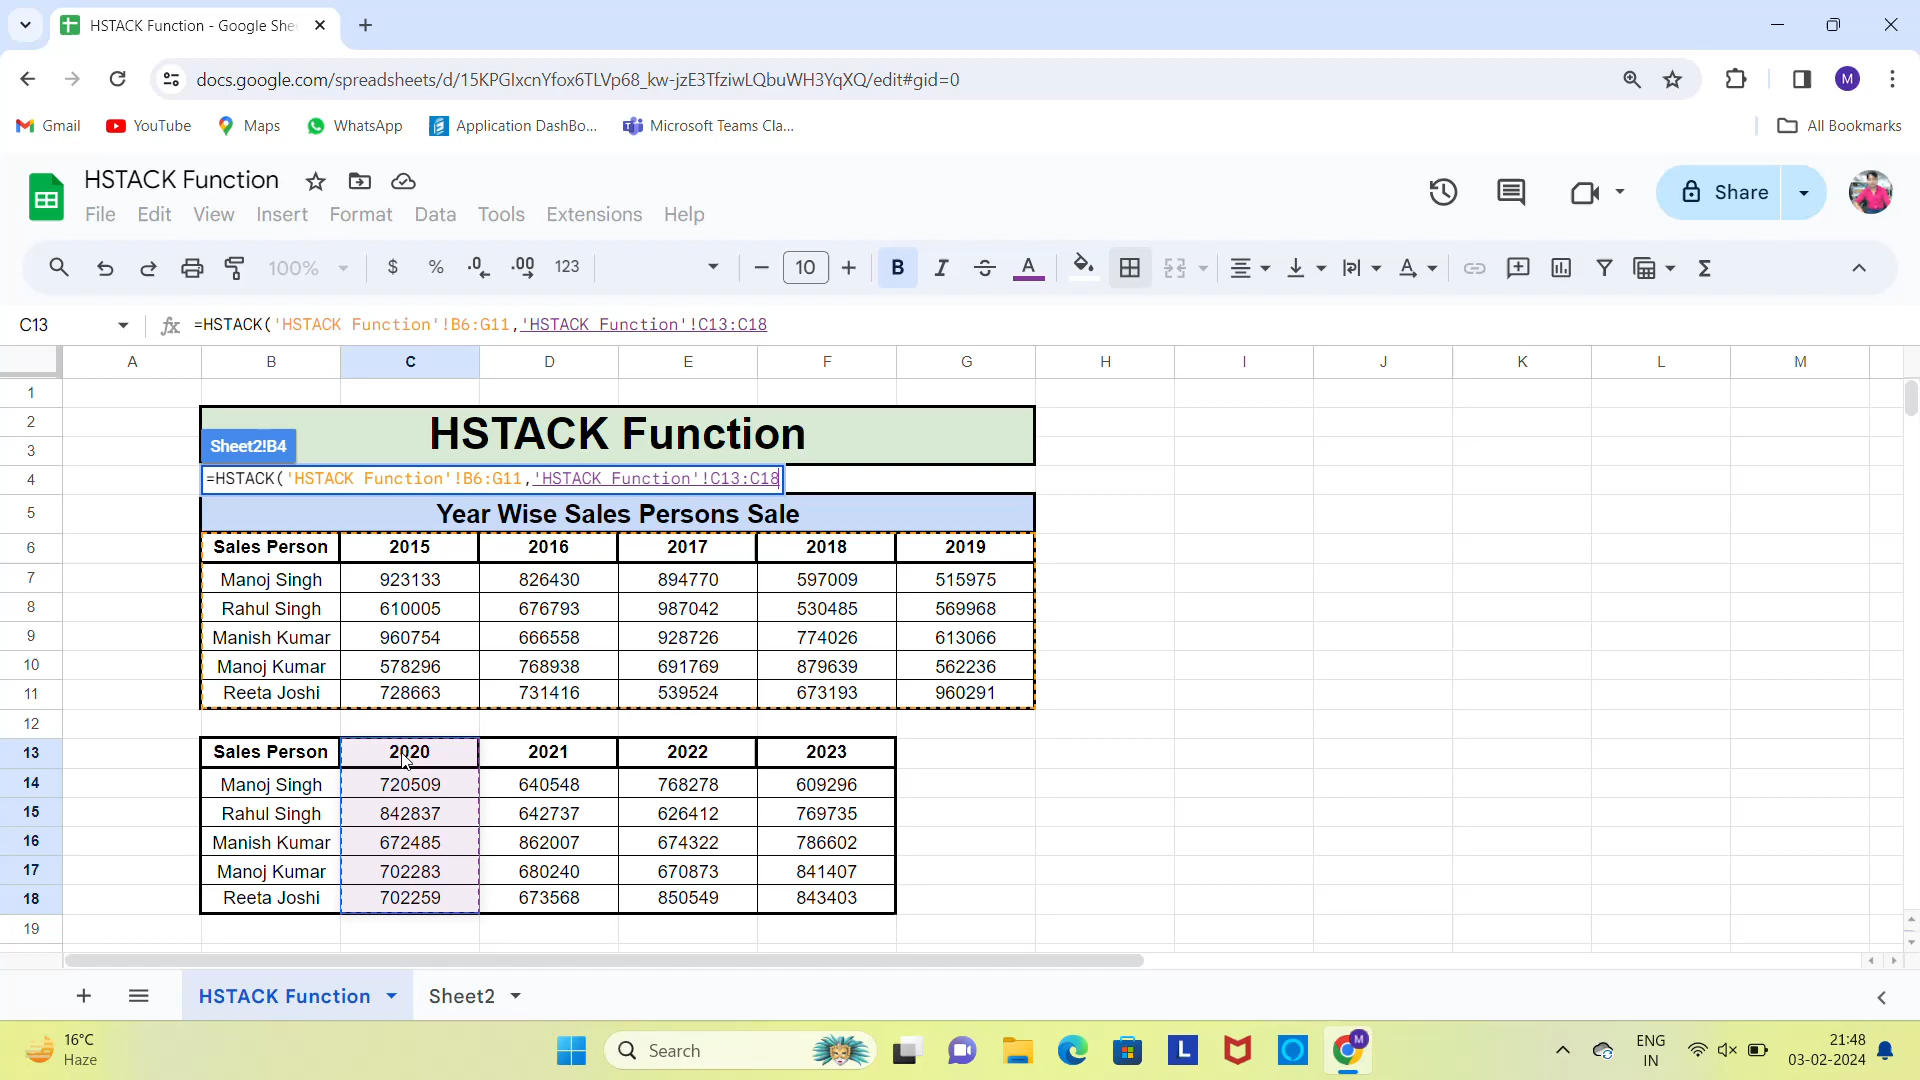 HSTACK Function - Google She
docs.google.com/spreadsheets/d/15KPGlxcnYfox6TLVp68_kw-jzE3TfziwLQbuWH3YqXQ/edit#gid=0
M
Gmail YouTube Maps WhatsApp Application DashBo... Microsoft Teams Cla... All Bookmarks
HSTACK Function
File Edit View Insert Format Data Tools Extensions Help
Share
100% $ % .0 .00 123 10 B I A A Σ
C13 fx =HSTACK('HSTACK Function'!B6:G11,'HSTACK Function'!C13:C18
A B C D E F G H I J K L M
1
2 HSTACK Function
3 Sheet2!B4
4 =HSTACK('HSTACK Function'!B6:G11,'HSTACK Function'!C13:C18
5 Year Wise Sales Persons Sale
6 Sales Person 2015 2016 2017 2018 2019
7 Manoj Singh 923133 826430 894770 597009 515975
8 Rahul Singh 610005 676793 987042 530485 569968
9 Manish Kumar 960754 666558 928726 774026 613066
10 Manoj Kumar 578296 768938 691769 879639 562236
11 Reeta Joshi 728663 731416 539524 673193 960291
12
13 Sales Person 2020 2021 2022 2023
14 Manoj Singh 720509 640548 768278 609296
15 Rahul Singh 842837 642737 626412 769735
16 Manish Kumar 672485 862007 674322 786602
17 Manoj Kumar 702283 680240 670873 841407
18 Reeta Joshi 702259 673568 850549 843403
19
HSTACK Function Sheet2
16°C
Haze
Search
L
M
ENG
IN
21:48
03-02-2024